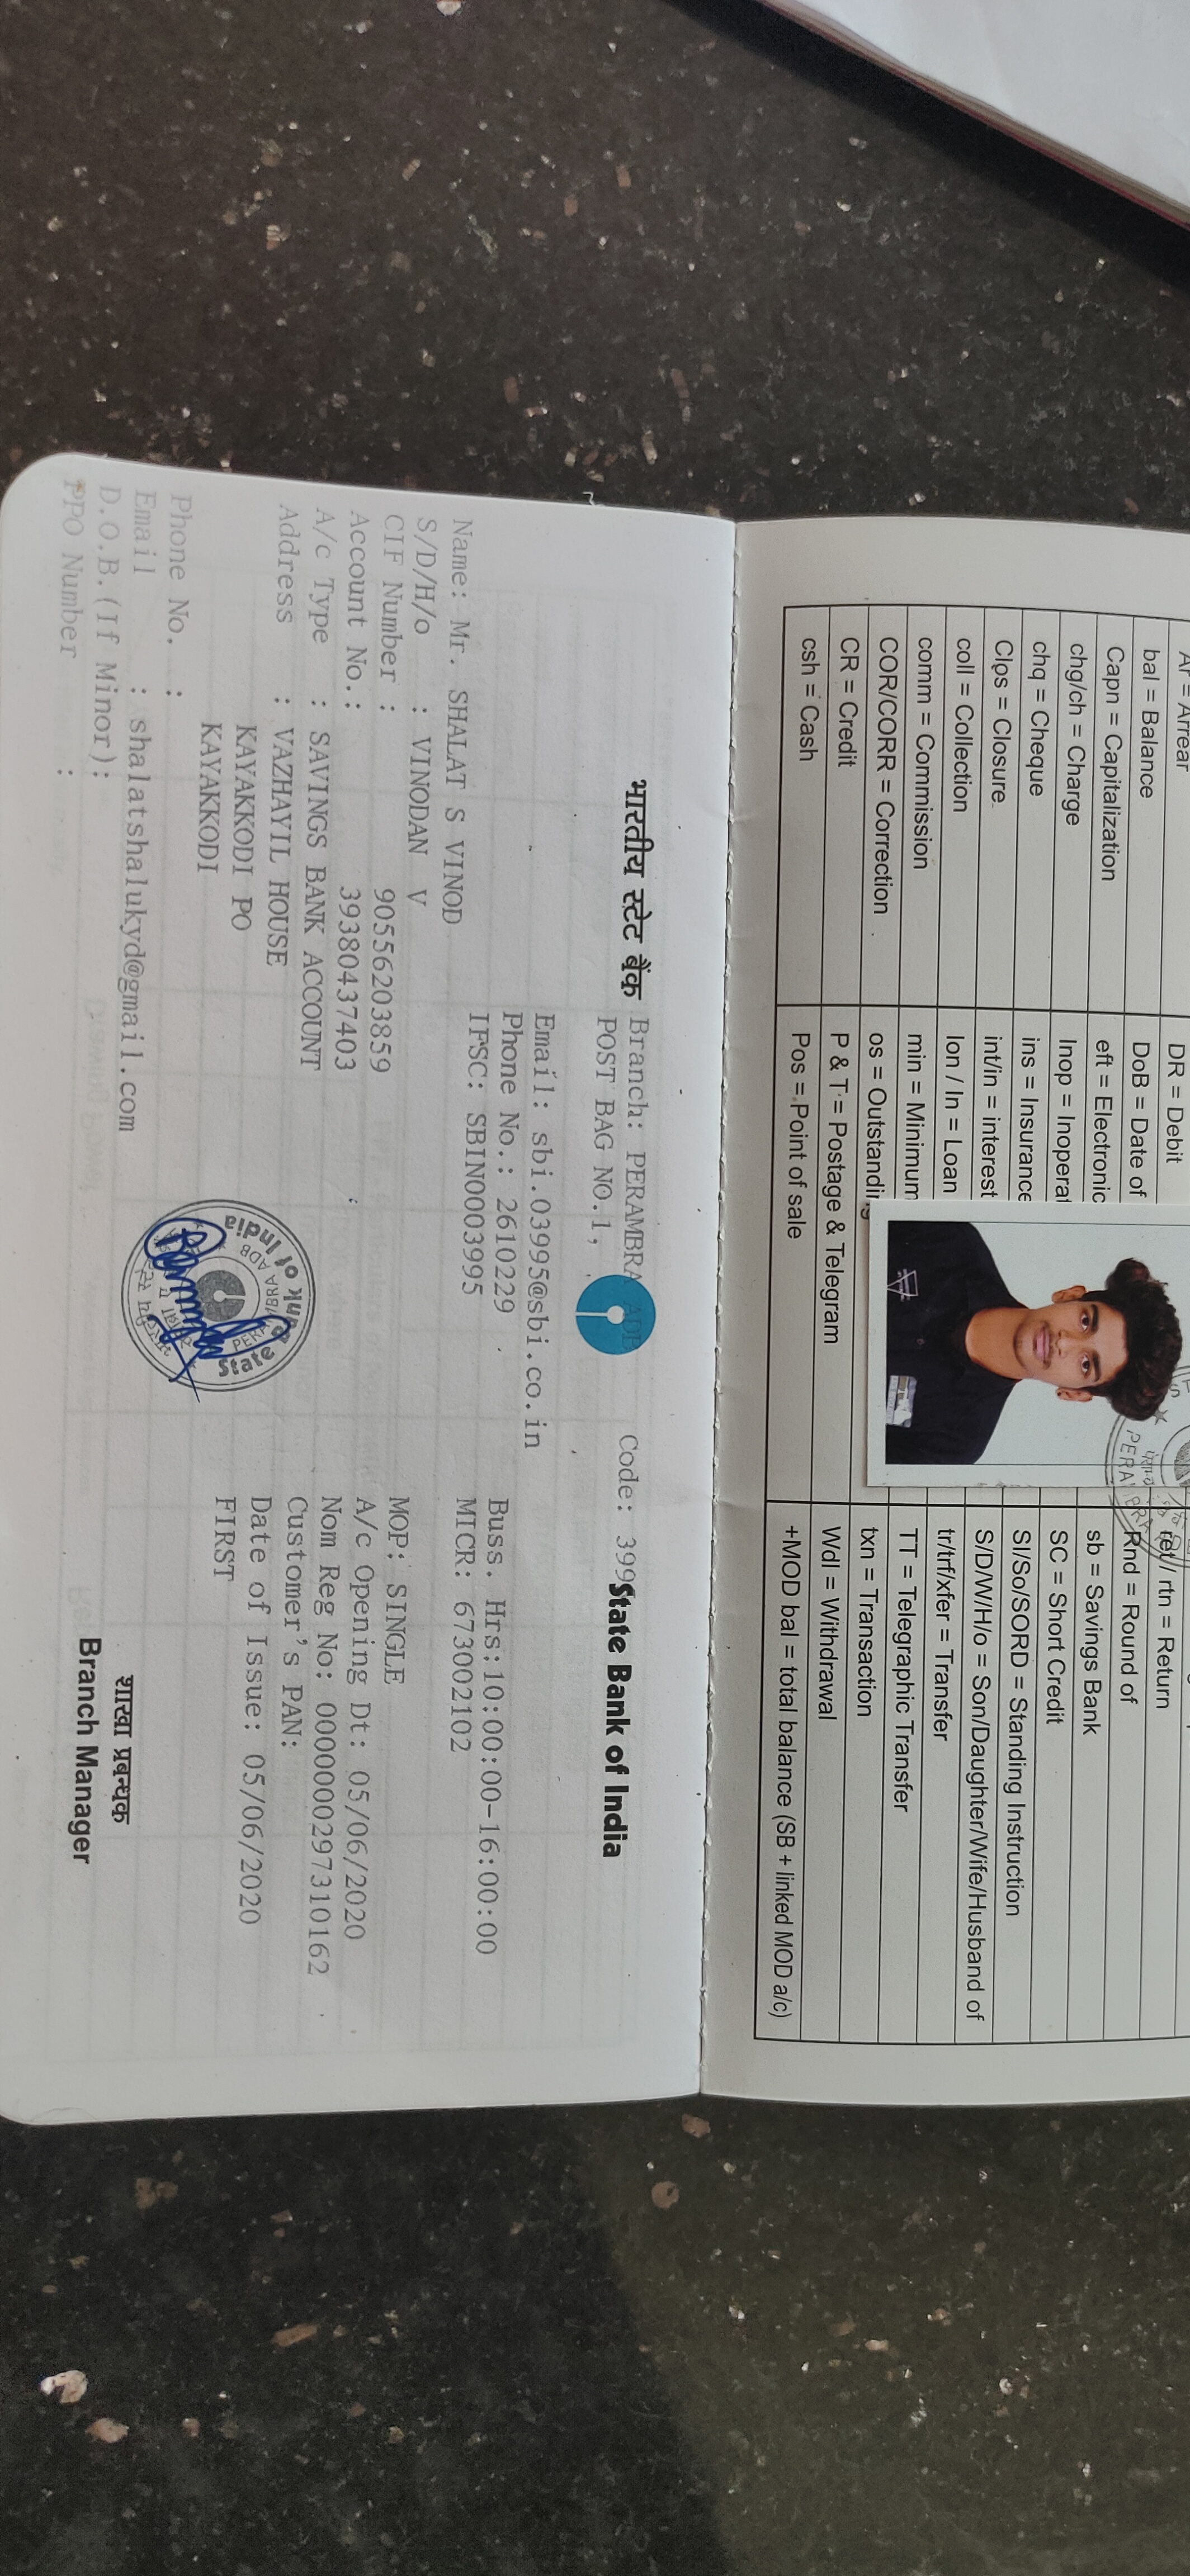 Ar = Arrear
bal = Balance
Capn = Capitalization
chg/ch = Charge
chq = Cheque
Clos = Closure
coll = Collection
comm = Commission
COR/CORR = Correction
CR = Credit
csh = Cash
DR = Debit
DoB = Date of
eft = Electronic
Inop =
ins = Insurance
int/in = interest
lon / ln = Loan
min = Minimum
os = Outstanding
P & T = Postage & Telegram
Pos = Point of sale
ret / rtn = Return
Rnd = Round of
sb = Savings Bank
SC = Short Credit
SI/So/SORD = Standing Instruction
S/D/W/H/o = Son/Daughter/Wife/Husband of
tr/trf/xfer = Transfer
TT = Telegraphic Transfer
txn = Transaction
Wdl = Withdrawal
+MOD bal = total balance (SB + linked MOD a/c)
भारतीय स्टेट बैंक
State Bank of India
Branch: PERAMBRA ADB Code: 399
POST BAG NO.1,
Email: sbi.03995@sbi.co.in
Phone No.: 2610229 Buss. Hrs:10:00:00-16:00:00
IFSC: SBIN0003995 MICR: 673002102
Name: Mr. SHALAT S VINOD
S/D/H/o : VINODAN V
CIF Number : 90556203859 MOP: SINGLE
Account No.: 39380437403 A/c Opening Dt: 05/06/2020
A/c Type : SAVINGS BANK ACCOUNT Nom Reg No: 0000000297310162
Address : VAZHAYIL HOUSE Customer's PAN:
KAYAKKODI PO Date of Issue: 05/06/2020
KAYAKKODI FIRST
Phone No. :
Email : shalatshalukyd@gmail.com
D.O.B.(If Minor):
PPO Number :
State
nk of India
शाखा प्रबन्धक
Branch Manager